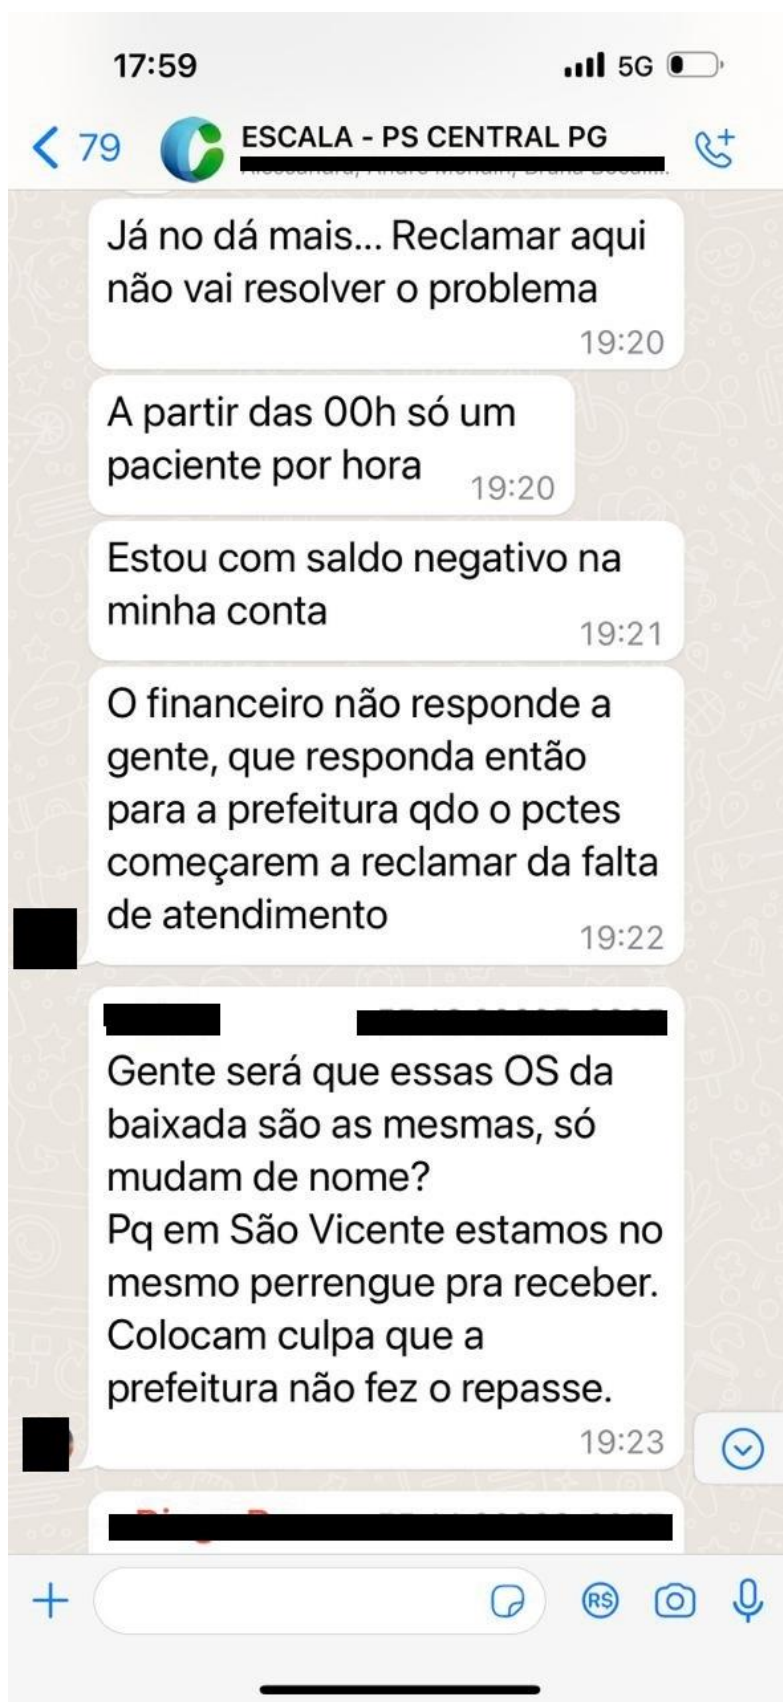 17:59
5G
79
ESCALA - PS CENTRAL PG
Já no dá mais... Reclamar aqui
não vai resolver o problema
19:20
A partir das 00h só um
paciente por hora
19:20
Estou com saldo negativo na
minha conta
19:21
O financeiro não responde a
gente, que responda então
para a prefeitura qdo o pctes
começarem a reclamar da falta
de atendimento
19:22
Gente será que essas OS da
baixada são as mesmas, só
mudam de nome?
Pq em São Vicente estamos no
mesmo perrengue pra receber.
Colocam culpa que a
prefeitura não fez o repasse.
19:23
R$